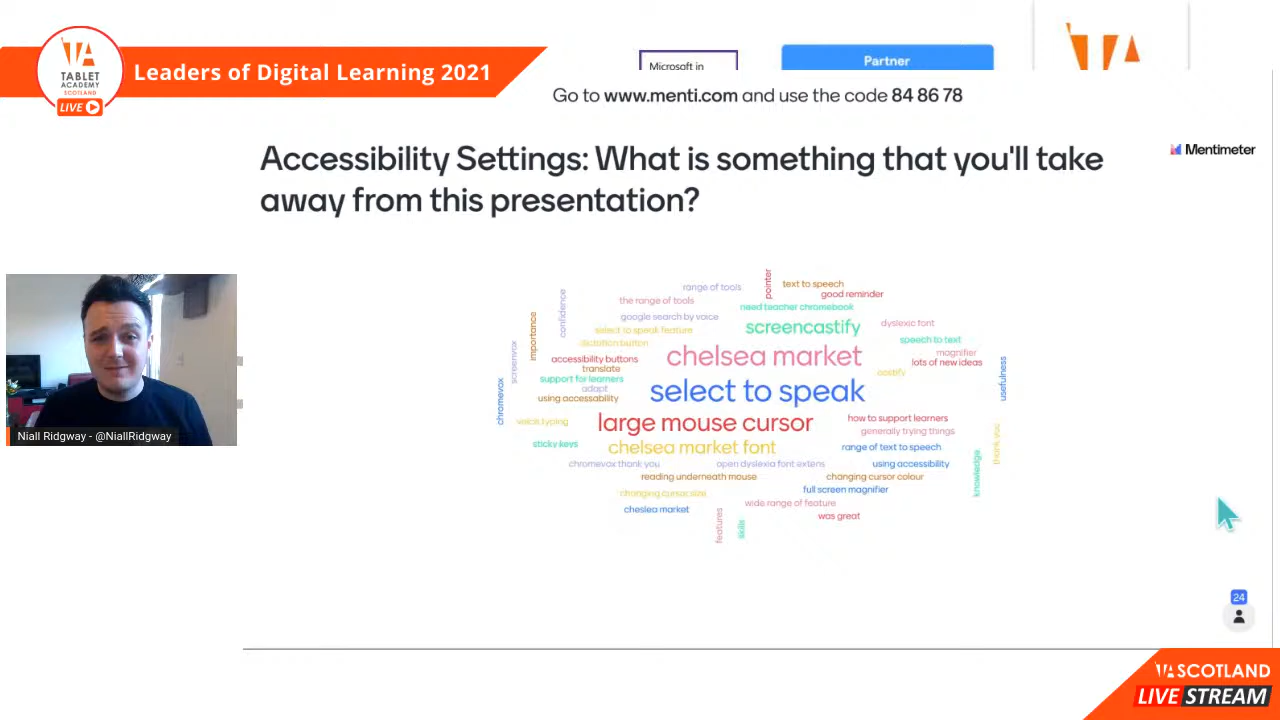 TABLET
ACADEMY
SCOTLAND
LIVE
Leaders of Digital Learning 2021
Microsoft in
Partner
Go to www.menti.com and use the code 84 86 78
Accessibility Settings: What is something that you'll take
away from this presentation?
Mentimeter
pointer
range of tools
text to speech
confidence
the range of tools
good reminder
need teacher chromebook
importance
google search by voice
screencastify
dyslexic font
select to speak feature
speech to text
dictation button
chelsea market
magnifier
screenvox
accessibility buttons
lots of new ideas
translate
costify
usefulness
support for learners
select to speak
adapt
chromevox
using accessability
voice typing
large mouse cursor
how to support learners
generally trying things
thank you
sticky keys
chelsea market font
range of text to speech
chromevox thank you
open dyslexia font extens
using accessibility
knowledge
reading underneath mouse
changing cursor colour
changing cursor size
full screen magnifier
wide range of feature
cheslea market
features
skills
was great
Niall Ridgway - @NiallRidgway
24
TA SCOTLAND
LIVE STREAM